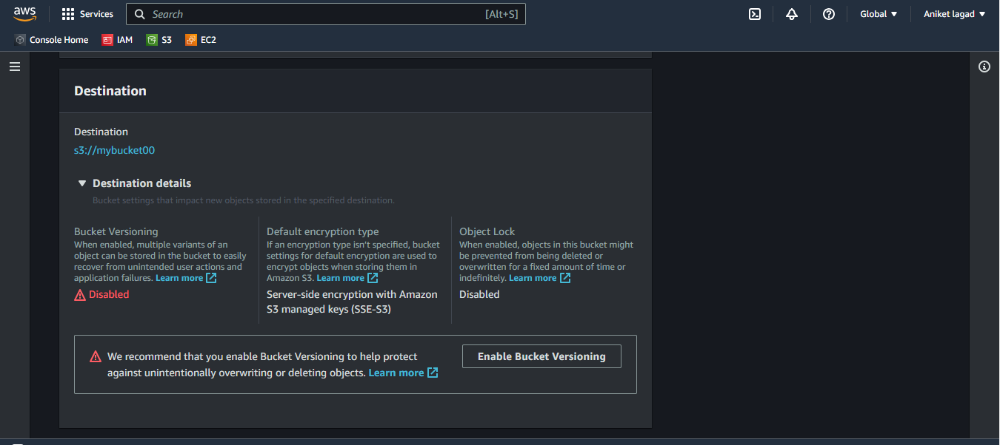 aws
Services
Search
[Alt+S]
Global
Aniket lagad
Console Home
IAM
S3
EC2
Destination
Destination
s3://mybucket00
Destination details
Bucket settings that impact new objects stored in the specified destination.
Bucket Versioning
When enabled, multiple variants of an
object can be stored in the bucket to easily
recover from unintended user actions and
application failures. Learn more
Disabled
Default encryption type
If an encryption type isn't specified, bucket
settings for default encryption are used to
encrypt objects when storing them in
Amazon S3. Learn more
Server-side encryption with Amazon
S3 managed keys (SSE-S3)
Object Lock
When enabled, objects in this bucket might
be prevented from being deleted or
overwritten for a fixed amount of time or
indefinitely. Learn more
Disabled
We recommend that you enable Bucket Versioning to help protect
against unintentionally overwriting or deleting objects. Learn more
Enable Bucket Versioning